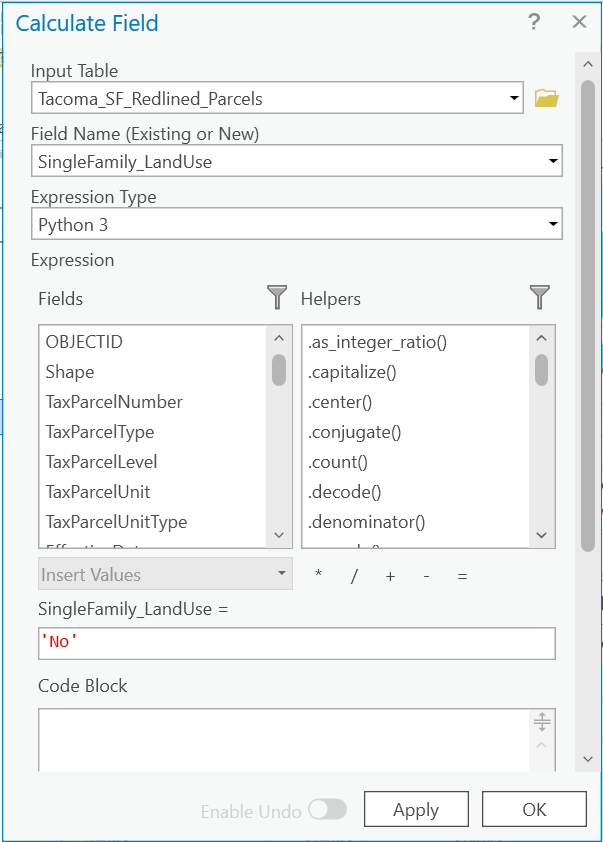 Calculate Field ?
Input Table
Tacoma_SF_Redlined_Parcels
Field Name (Existing or New)
SingleFamily_LandUse
Expression Type
Python 3
Expression
Fields
Helpers
OBJECTID
Shape
TaxParcelNumber
TaxParcelType
TaxParcelLevel
TaxParcelUnit
TaxParcelUnitType
.as_integer_ratio()
.capitalize()
.center()
.conjugate()
.count()
.decode()
.denominator()
Insert Values
* / + - =
SingleFamily_LandUse =
'No'
Code Block
Enable Undo
Apply
OK